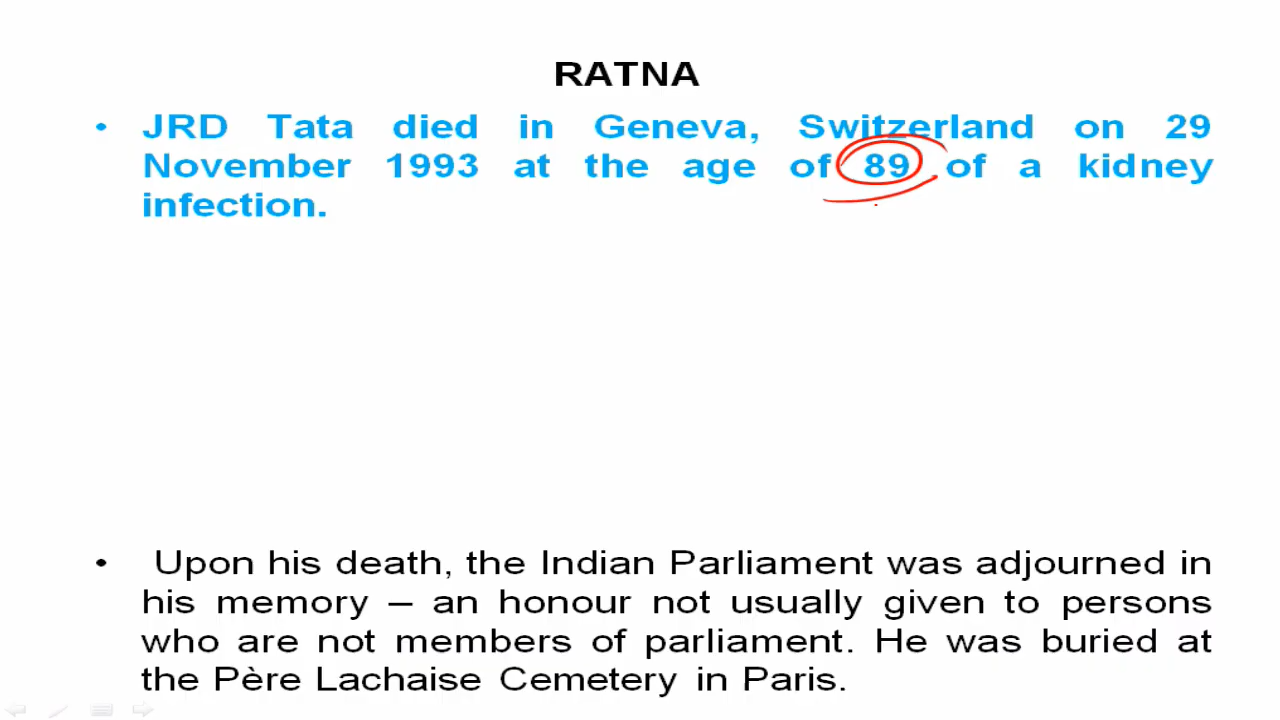 RATNA
• JRD Tata died in Geneva, Switzerland on 29
November 1993 at the age of 89 of a kidney
infection.
• Upon his death, the Indian Parliament was adjourned in
his memory – an honour not usually given to persons
who are not members of parliament. He was buried at
the Père Lachaise Cemetery in Paris.